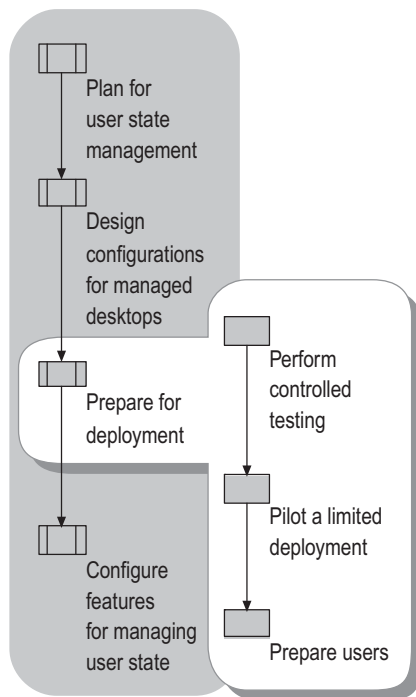 Plan for
user state
management
Design
configurations
for managed
desktops
Prepare for
deployment
Configure
features
for managing
user state
Perform
controlled
testing
Pilot a limited
deployment
Prepare users